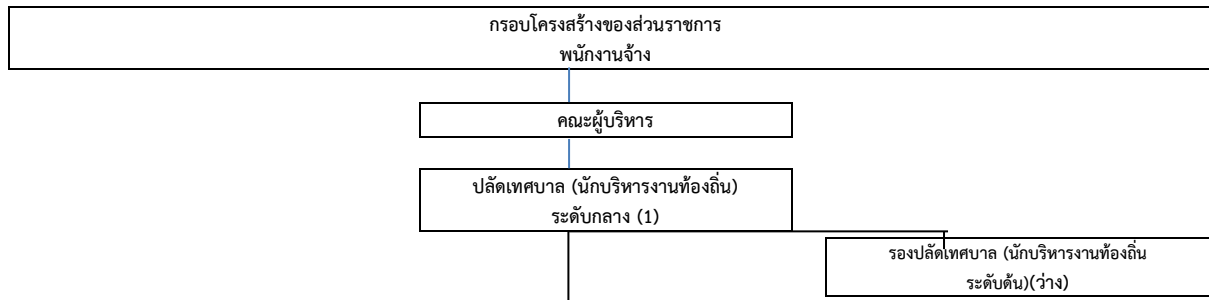 กรอบโครงสร้างของส่วนราชการ
พนักงานจ้าง
คณะผู้บริหาร
ปลัดเทศบาล (นักบริหารงานท้องถิ่น)
ระดับกลาง (1)
รองปลัดเทศบาล (นักบริหารงานท้องถิ่น
ระดับต้น)(ว่าง)